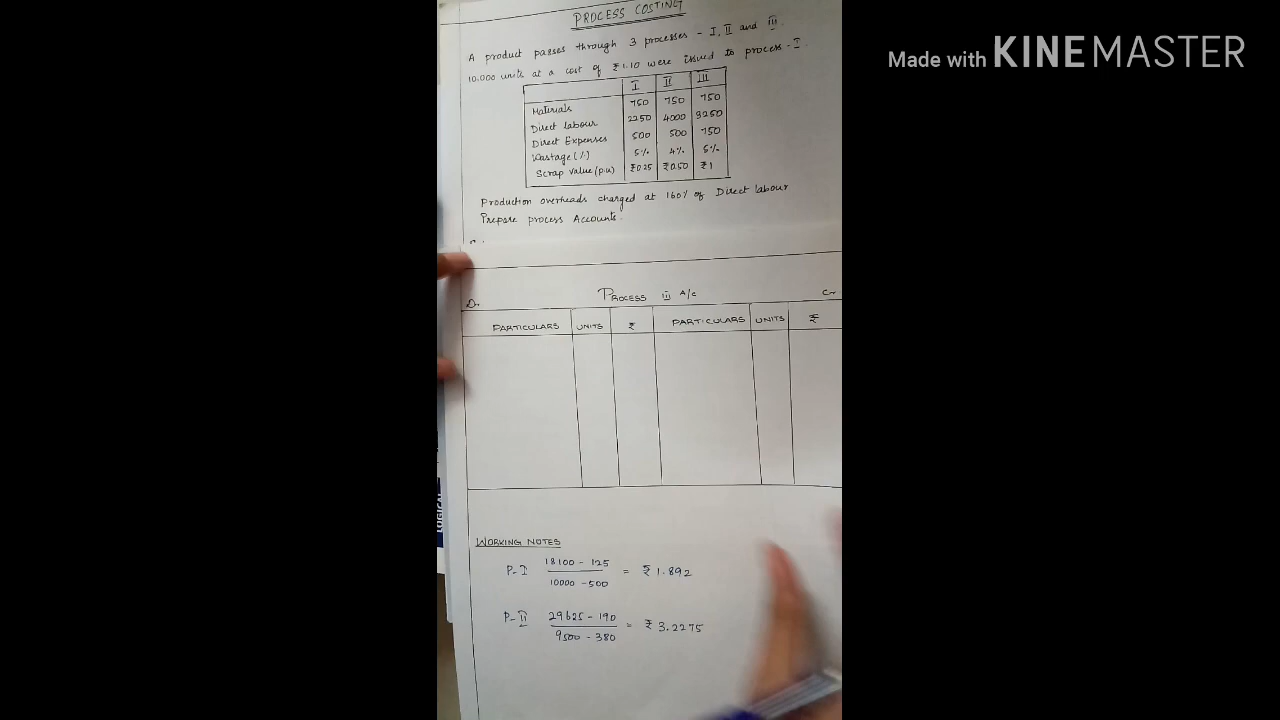 Made with KINEMASTER
PROCESS COSTING
A product passes through 3 processes - I, II and III.
10,000 units at a cost of ₹1.10 were issued to process - I.
I II III
Materials 750 750 750
Direct labour 2250 4000 3250
Direct Expenses 500 500 750
Wastage (%) 5% 4% 5%
Scrap value (p.u) ₹0.25 ₹0.50 ₹1
Production overheads charged at 160% of Direct labour
Prepare process Accounts.
Dr. PROCESS III A/c Cr
PARTICULARS UNITS ₹ PARTICULARS UNITS ₹
WORKING NOTES
P-I 18100 - 125
10000 - 500 = ₹ 1.892
P-II 29625 - 190
9500 - 380 = ₹ 3.2275
LOGICAL